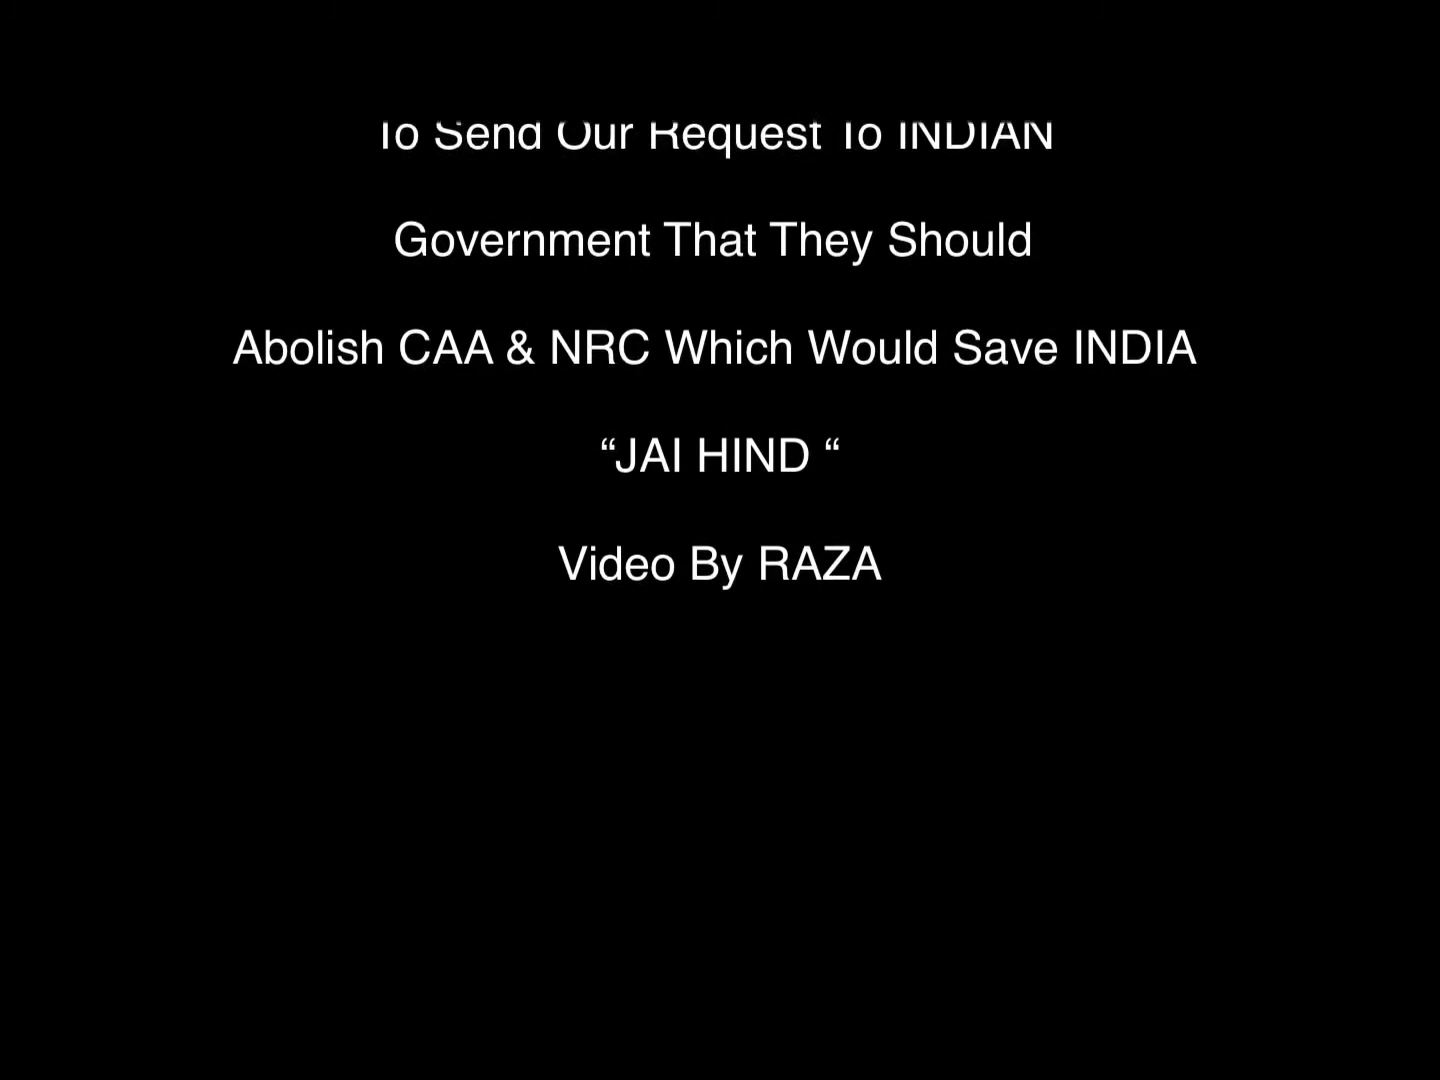 To Send Our Request To INDIAN
Government That They Should
Abolish CAA & NRC Which Would Save INDIA
“JAI HIND “
Video By RAZA